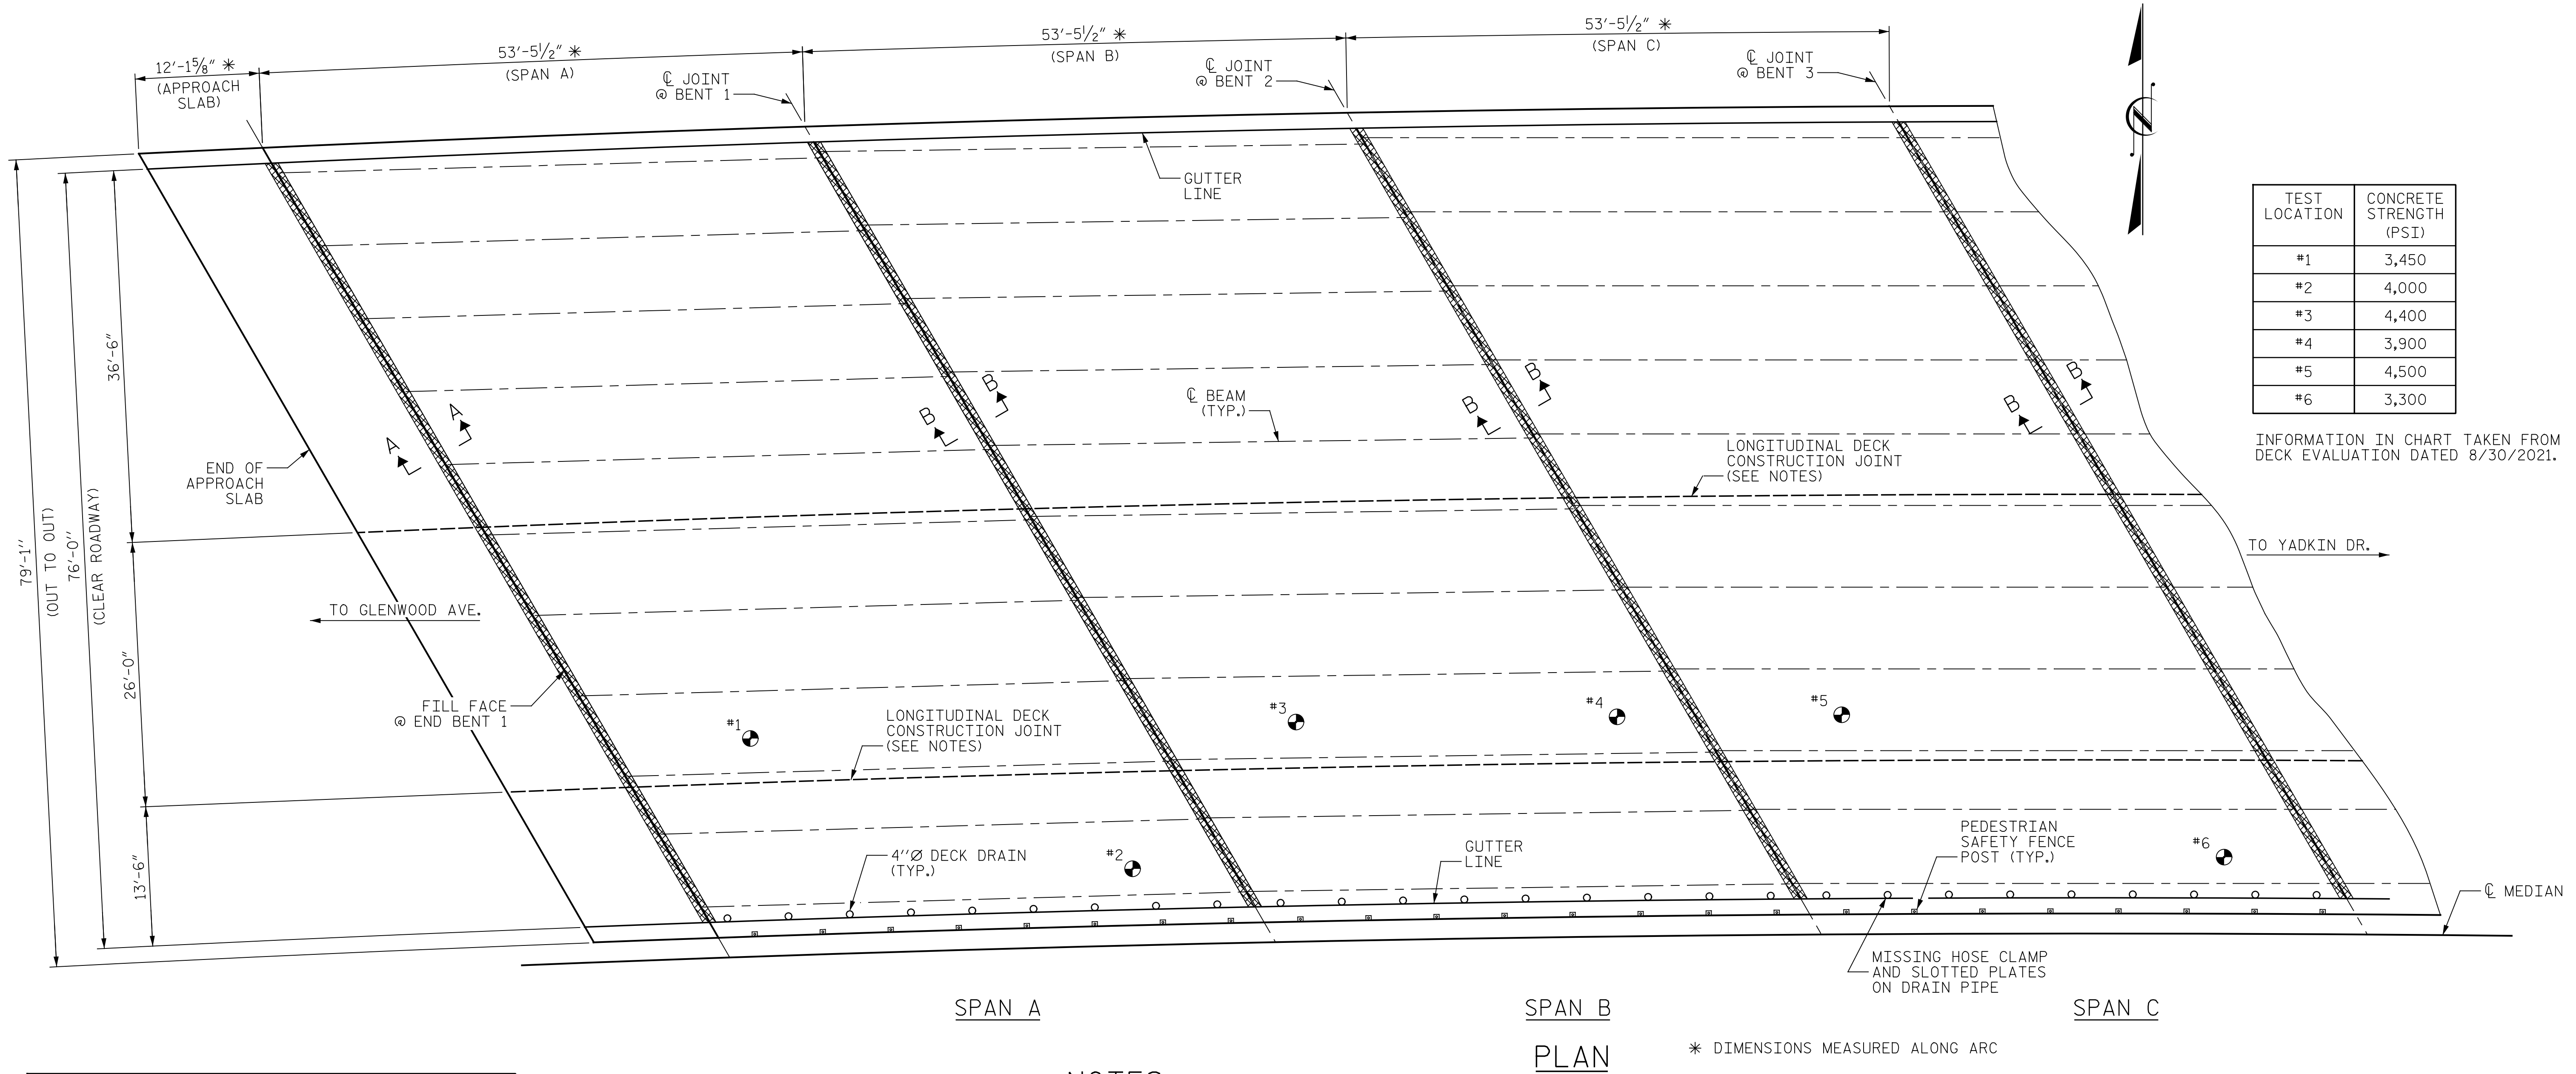 12'-1⅝" ✳
(APPROACH
SLAB)
53'-5½" ✳
(SPAN A)
℄ JOINT
@ BENT 1
53'-5½" ✳
(SPAN B)
℄ JOINT
@ BENT 2
53'-5½" ✳
(SPAN C)
℄ JOINT
@ BENT 3
N
GUTTER
LINE
TEST
LOCATION
CONCRETE
STRENGTH
(PSI)
#1 3,450
#2 4,000
#3 4,400
#4 3,900
#5 4,500
#6 3,300
INFORMATION IN CHART TAKEN FROM
DECK EVALUATION DATED 8/30/2021.
79'-1"
(OUT TO OUT)
76'-0"
(CLEAR ROADWAY)
36'-6"
26'-0"
13'-6"
A
A
B
B
B
B
B
B
℄ BEAM
(TYP.)
END OF
APPROACH
SLAB
LONGITUDINAL DECK
CONSTRUCTION JOINT
(SEE NOTES)
TO YADKIN DR.
TO GLENWOOD AVE.
FILL FACE
@ END BENT 1
#1
LONGITUDINAL DECK
CONSTRUCTION JOINT
(SEE NOTES)
#3
#4
#5
4"Ø DECK DRAIN
(TYP.)
#2
GUTTER
LINE
PEDESTRIAN
SAFETY FENCE
POST (TYP.)
#6
℄ MEDIAN
MISSING HOSE CLAMP
AND SLOTTED PLATES
ON DRAIN PIPE
SPAN A
SPAN B
SPAN C
PLAN
✳ DIMENSIONS MEASURED ALONG ARC
NOTES